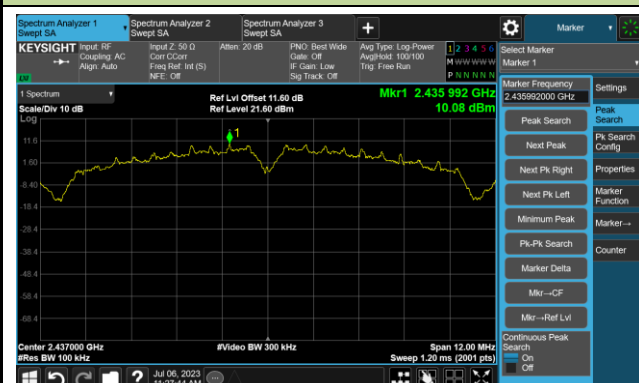 Spectrum Analyzer 1
Swept SA
Spectrum Analyzer 2
Swept SA
Spectrum Analyzer 3
Swept SA
+
Marker
KEYSIGHT
Input: RF
Coupling: AC
Align: Auto
Input Z: 50 Ω
Corr CCorr
Freq Ref: Int (S)
NFE: Off
Atten: 20 dB
PNO: Best Wide
Gate: Off
IF Gain: Low
Sig Track: Off
Avg Type: Log-Power
Avg|Hold: 100/100
Trig: Free Run
1 2 3 4 5 6
M W W W W W
P N N N N N
LW
1 Spectrum
Scale/Div 10 dB
Log
Ref Lvl Offset 11.60 dB
Ref Level 21.60 dBm
Mkr1 2.435 992 GHz
10.08 dBm
1
11.6
1.60
-8.40
-18.4
-28.4
-38.4
-48.4
-58.4
-68.4
Center 2.437000 GHz
#Res BW 100 kHz
#Video BW 300 kHz
Span 12.00 MHz
Sweep 1.20 ms (2001 pts)
Select Marker
Marker 1
Marker Frequency
2.435992000 GHz
Peak Search
Next Peak
Next Pk Right
Next Pk Left
Minimum Peak
Pk-Pk Search
Marker Delta
Mkr→CF
Mkr→Ref Lvl
Continuous Peak
Search
On
Off
Settings
Peak
Search
Pk Search
Config
Properties
Marker
Function
Marker→
Counter
?
Jul 06, 2023